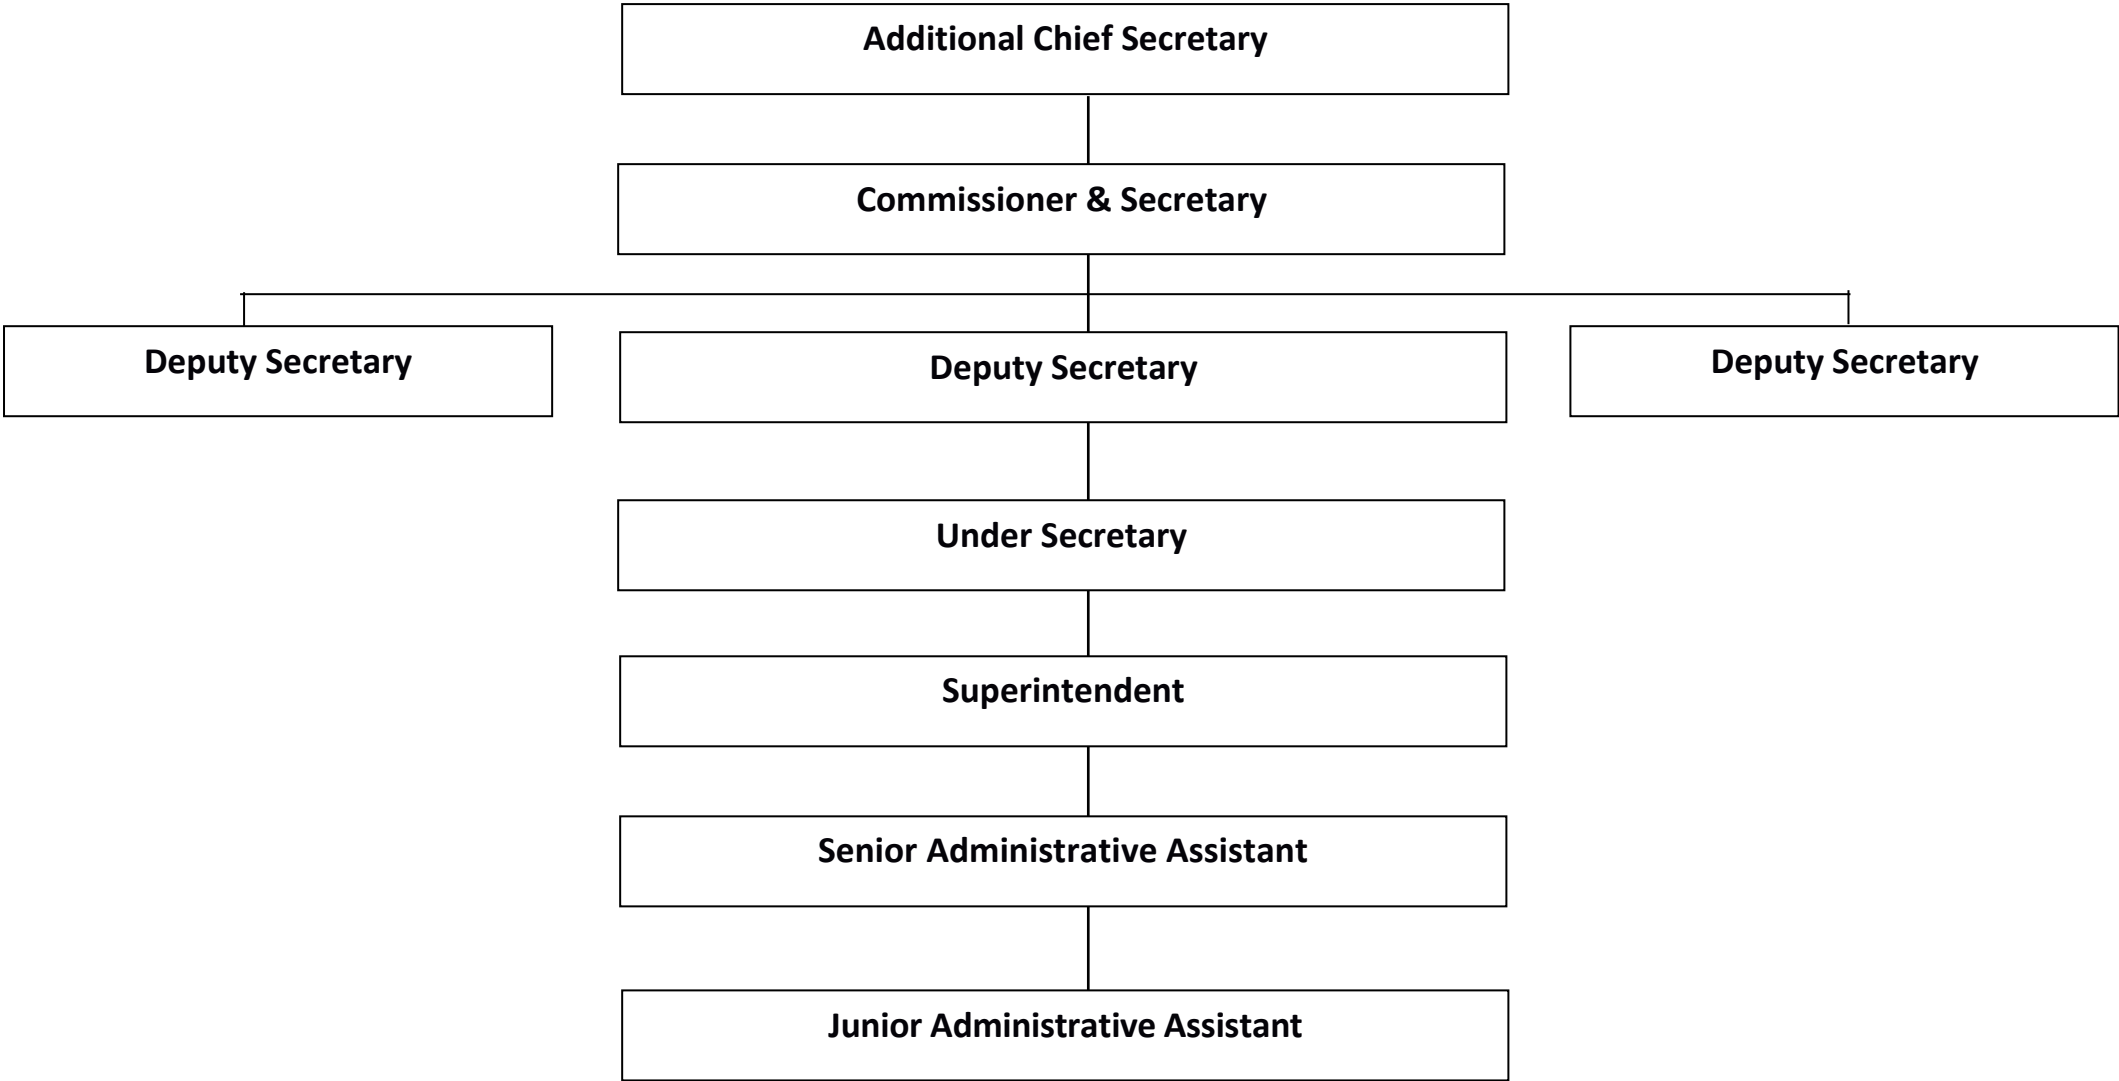 Additional Chief Secretary
Commissioner & Secretary
Deputy Secretary
Deputy Secretary
Deputy Secretary
Under Secretary
Superintendent
Senior Administrative Assistant
Junior Administrative Assistant